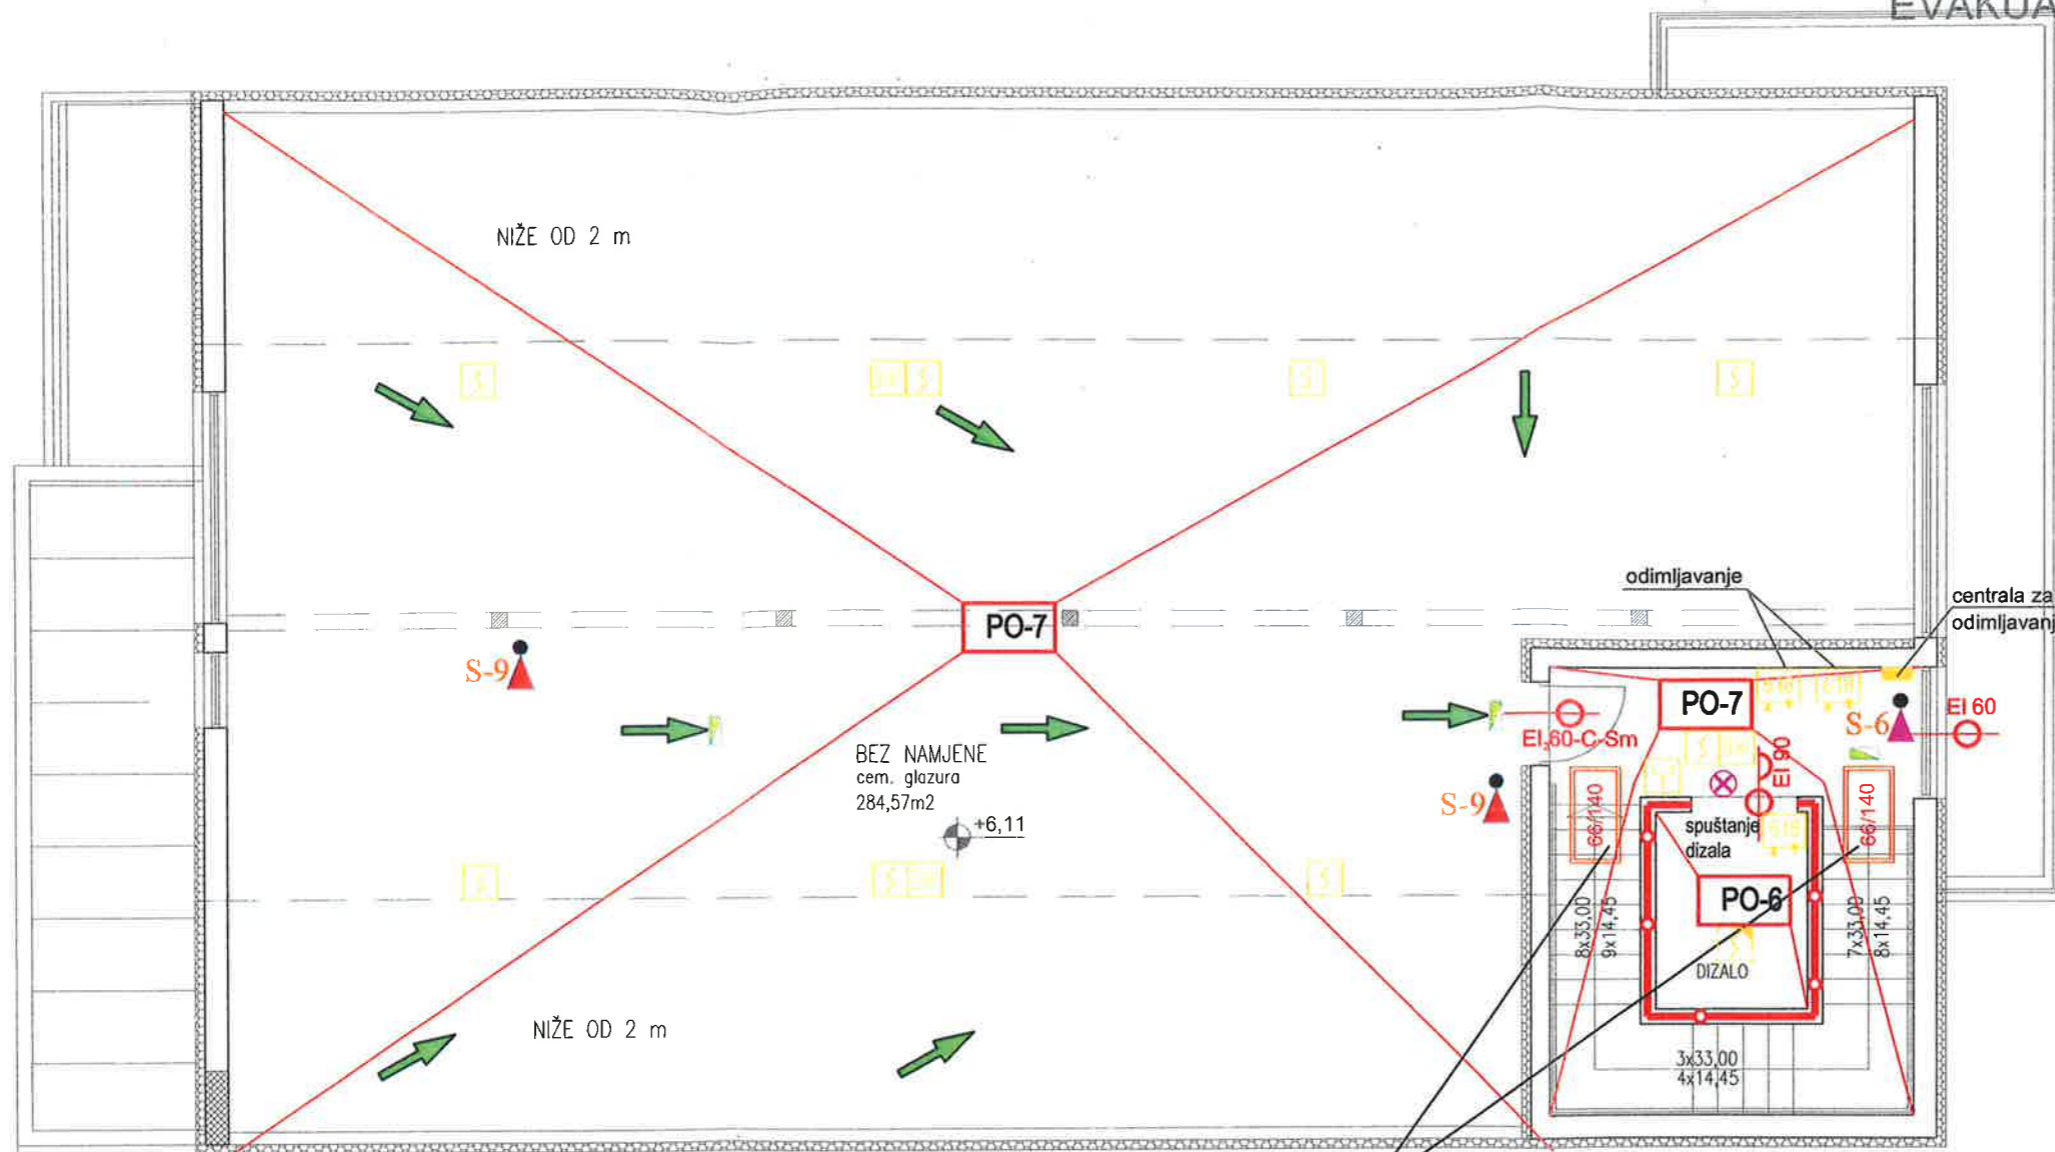 EVAKUA
NIŽE OD 2 m
odimljavanje
centrala za
odimljavanj
PO-7
PO-7
S-9
S-6
EI 60
EI₂60-C-Sm
EI 90
BEZ NAMJENE
cem. glazura
284,57m2
+6,11
S-9
66/140
66/140
spuštanje
dizala
PO-6
DIZALO
8x33,00
9x14,45
7x33,00
8x14,45
NIŽE OD 2 m
3x33,00
4x14,45